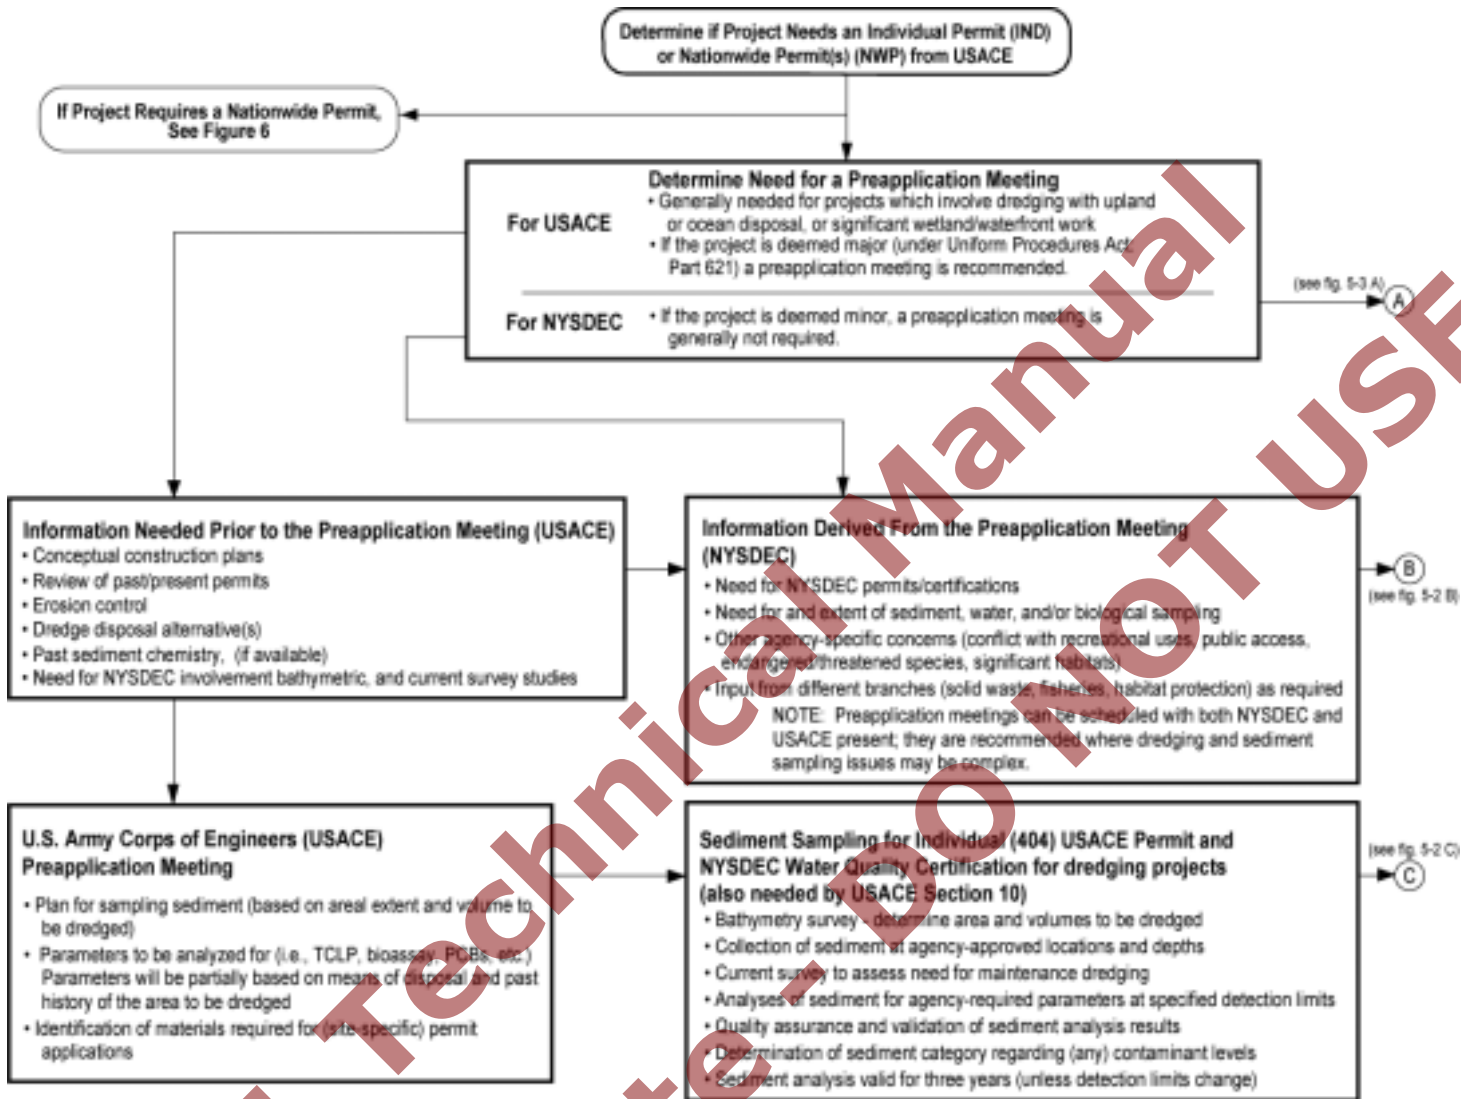 Determine if Project Needs an Individual Permit (IND)
or Nationwide Permit(s) (NWP) from USACE
If Project Requires a Nationwide Permit,
See Figure 6
Determine Need for a Preapplication Meeting
For USACE
• Generally needed for projects which involve dredging with upland
or ocean disposal, or significant wetland/waterfront work
• If the project is deemed major (under Uniform Procedures Act,
Part 621) a preapplication meeting is recommended.
For NYSDEC
• If the project is deemed minor, a preapplication meeting is
generally not required.
(see fig. 5-3 A)
A
Information Needed Prior to the Preapplication Meeting (USACE)
• Conceptual construction plans
• Review of past/present permits
• Erosion control
• Dredge disposal alternative(s)
• Past sediment chemistry, (if available)
• Need for NYSDEC involvement bathymetric, and current survey studies
Information Derived From the Preapplication Meeting
(NYSDEC)
• Need for NYSDEC permits/certifications
• Need for and extent of sediment, water, and/or biological sampling
• Other agency-specific concerns (conflict with recreational uses, public access,
endangered/threatened species, significant habitats)
• Input from different branches (solid waste, fisheries, habitat protection) as required
NOTE: Preapplication meetings can be scheduled with both NYSDEC and
USACE present; they are recommended where dredging and sediment
sampling issues may be complex.
B
(see fig. 5-2 B)
U.S. Army Corps of Engineers (USACE)
Preapplication Meeting
• Plan for sampling sediment (based on areal extent and volume to
be dredged)
• Parameters to be analyzed for (i.e., TCLP, bioassay, PCBs, etc.)
Parameters will be partially based on means of disposal and past
history of the area to be dredged
• Identification of materials required for (site-specific) permit
applications
Sediment Sampling for Individual (404) USACE Permit and
NYSDEC Water Quality Certification for dredging projects
(also needed by USACE Section 10)
• Bathymetry survey - determine area and volumes to be dredged
• Collection of sediment at agency-approved locations and depths
• Current survey to assess need for maintenance dredging
• Analyses of sediment for agency-required parameters at specified detection limits
• Quality assurance and validation of sediment analysis results
• Determination of sediment category regarding (any) contaminant levels
• Sediment analysis valid for three years (unless detection limits change)
(see fig. 5-2 C)
C
Technical Manual
- DO NOT USE